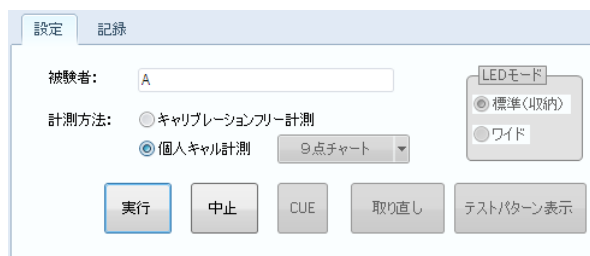 設定 記録
被験者: A
LEDモード
標準(収納)
ワイド
計測方法: キャリブレーションフリー計測
個人キャル計測 9点チャート
実行 中止 CUE 取り直し テストパターン表示